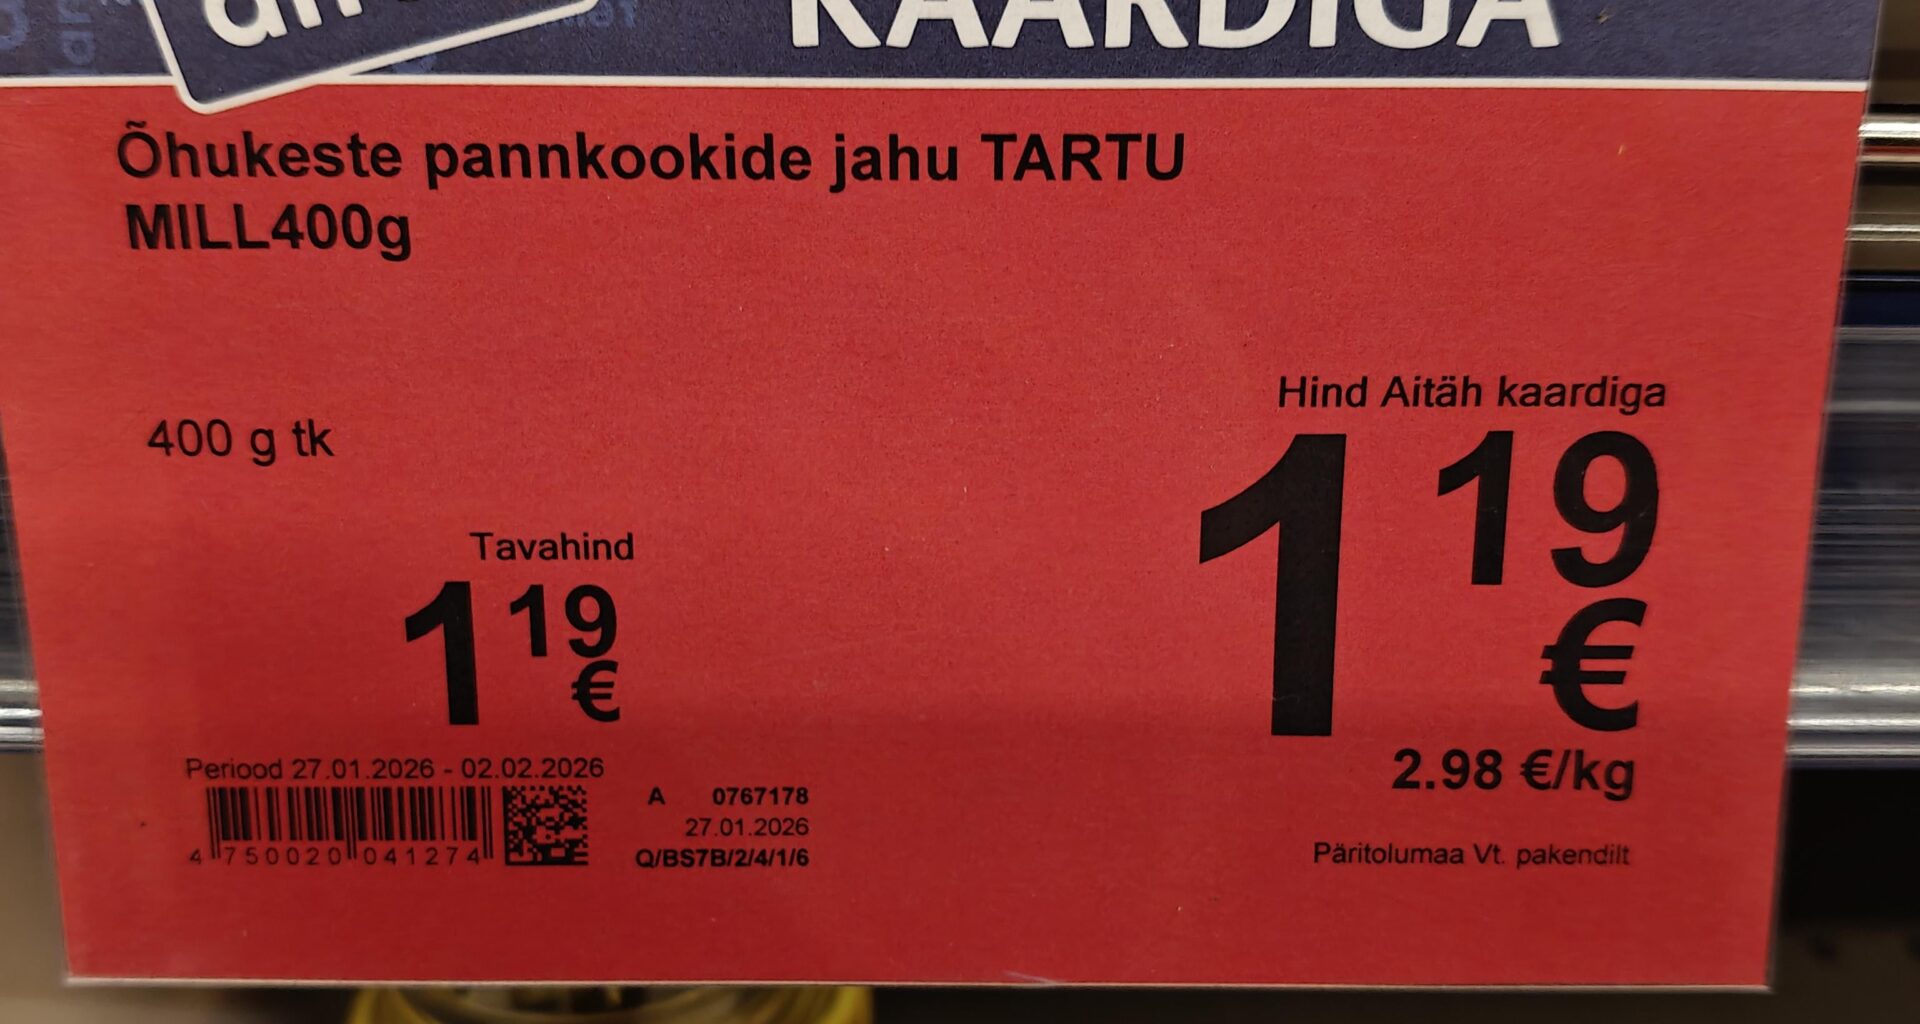 KAARDIGA
Õhukeste pannkookide jahu TARTU
MILL400g
400 g tk
Hind Aitäh kaardiga
1 19
€
2.98 €/kg
Tavahind
1 19
€
Periood 27.01.2026 - 02.02.2026
4 750020 041274
A 0767178
27.01.2026
Q/BS7B/2/4/1/6
Päritolumaa Vt. pakendilt